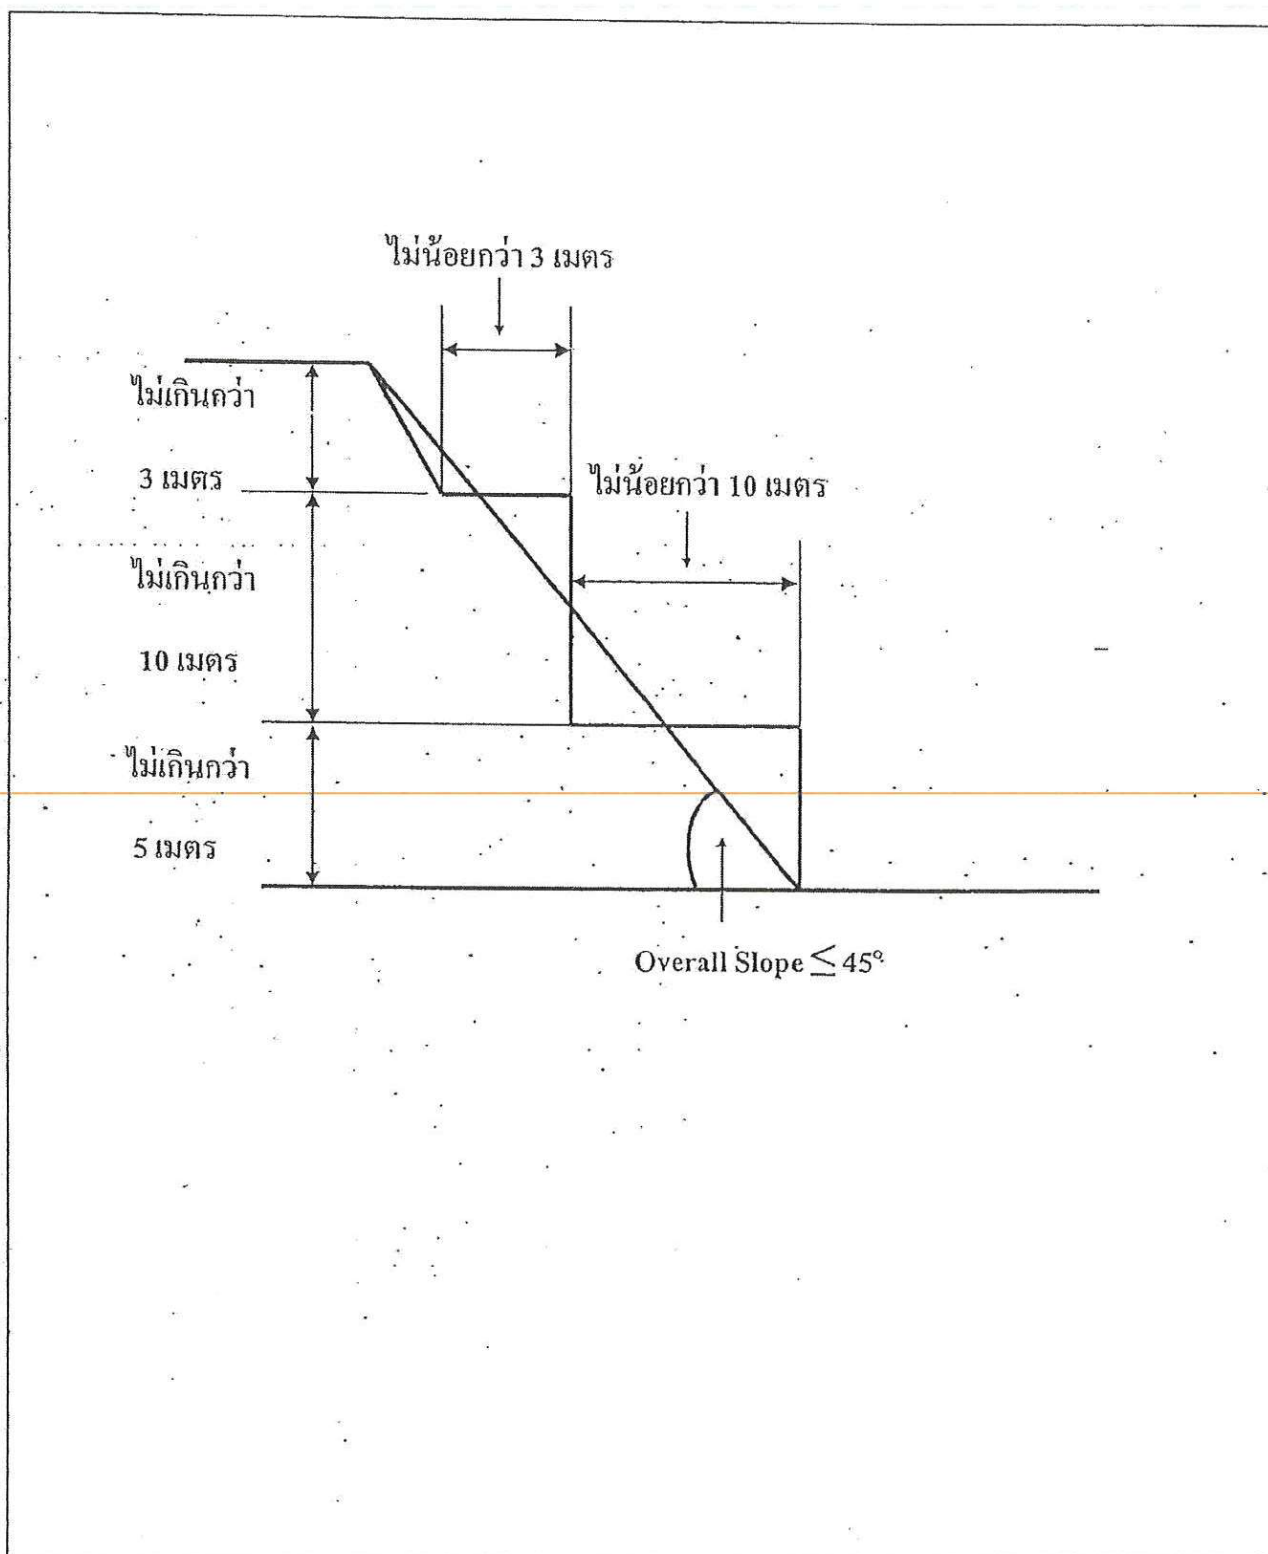 ไม่น้อยกว่า 3 เมตร
ไม่เกินกว่า
3 เมตร
ไม่น้อยกว่า 10 เมตร
ไม่เกินกว่า
10 เมตร
ไม่เกินกว่า
5 เมตร
Overall Slope ≦ 45°